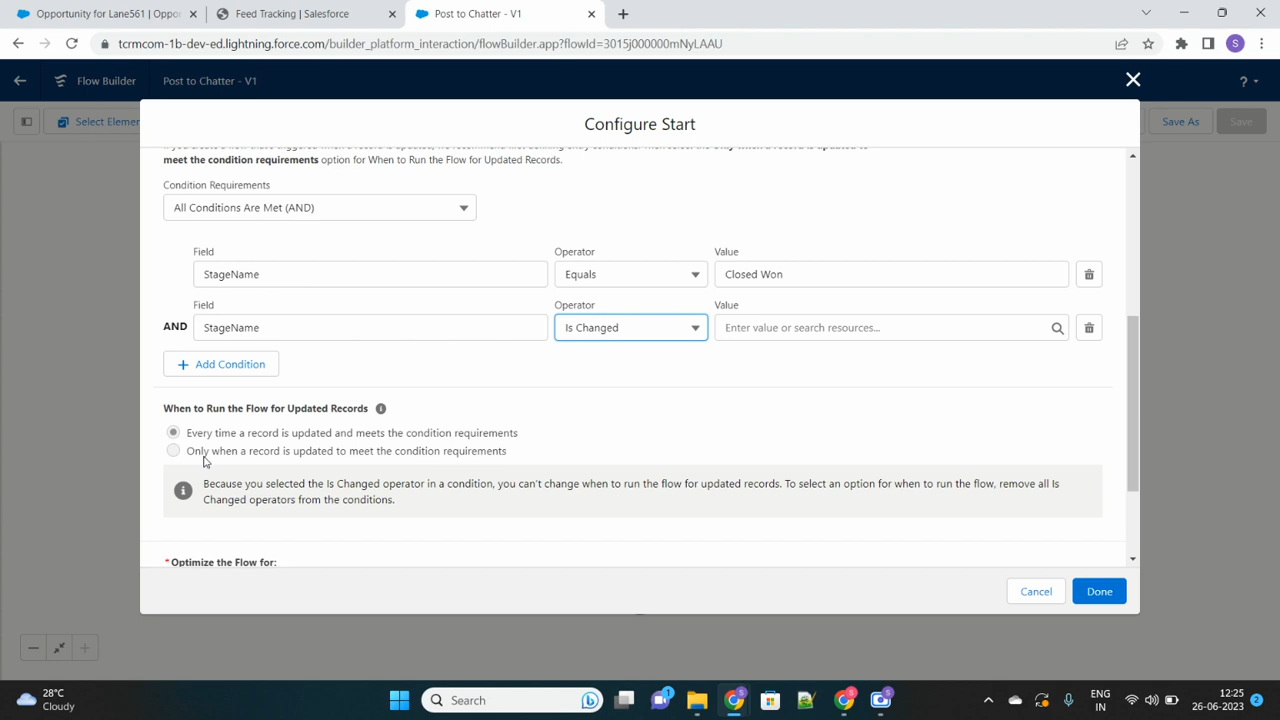 Opportunity for Lane561 | Oppor
Feed Tracking | Salesforce
Post to Chatter - V1
tcrmcom-1b-dev-ed.lightning.force.com/builder_platform_interaction/flowBuilder.app?flowId=3015j000000mNyLAAU
S
Flow Builder
Post to Chatter - V1
?
Select Elemen
Save As
Save
Configure Start
meet the condition requirements option for When to Run the Flow for Updated Records.
Condition Requirements
All Conditions Are Met (AND)
Field
Operator
Value
StageName
Equals
Closed Won
Field
Operator
Value
AND
StageName
Is Changed
Enter value or search resources...
+ Add Condition
When to Run the Flow for Updated Records
Every time a record is updated and meets the condition requirements
Only when a record is updated to meet the condition requirements
Because you selected the Is Changed operator in a condition, you can't change when to run the flow for updated records. To select an option for when to run the flow, remove all Is
Changed operators from the conditions.
* Optimize the Flow for:
Cancel
Done
28°C
Cloudy
Search
ENG
IN
12:25
26-06-2023
2